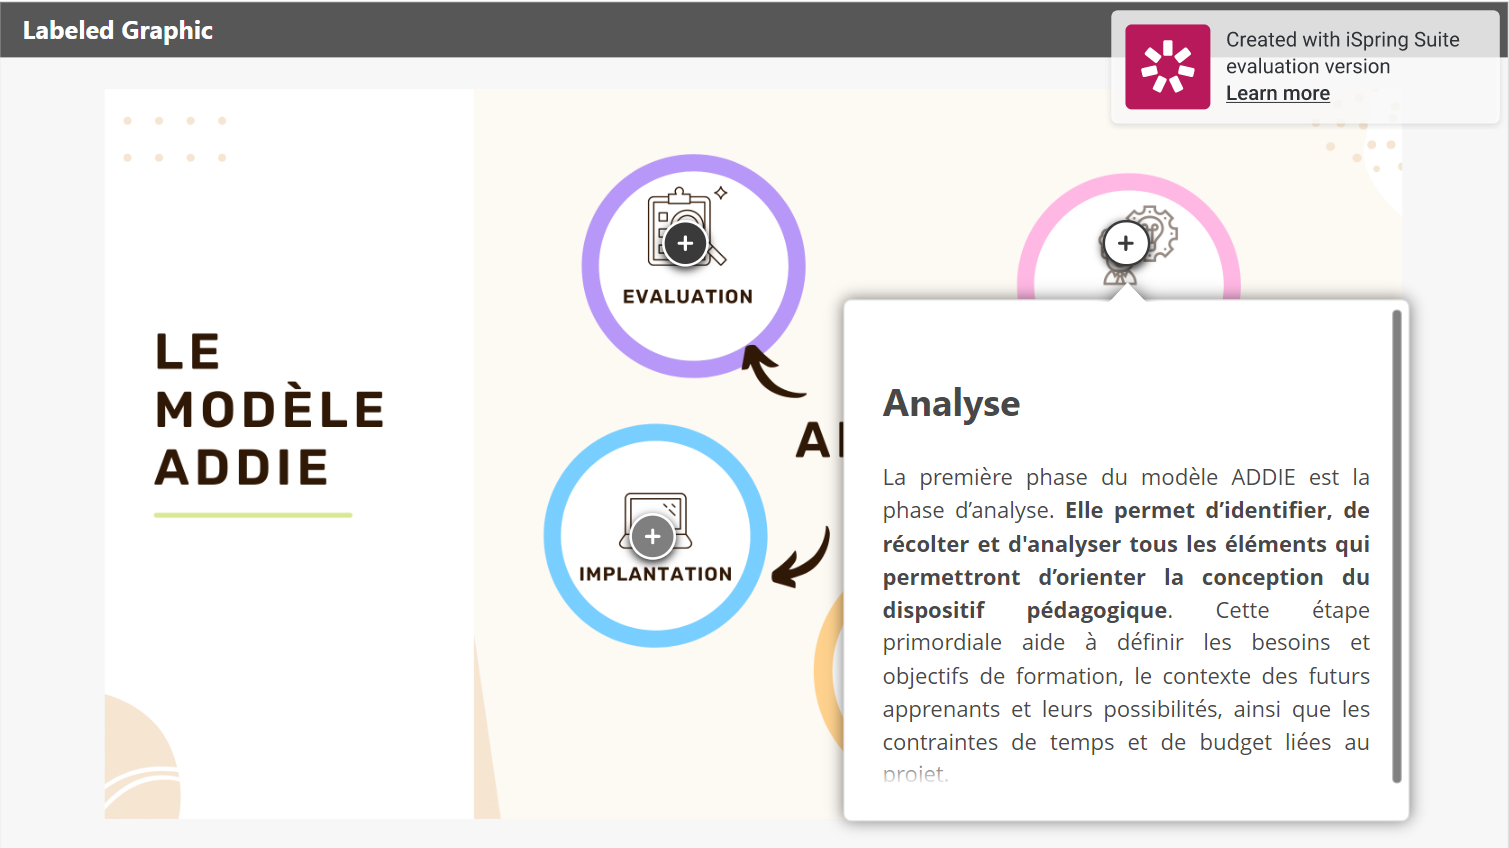 Labeled Graphic
Created with iSpring Suite
evaluation version
Learn more
LE
MODÈLE
ADDIE
EVALUATION
IMPLANTATION
A
Analyse
La première phase du modèle ADDIE est la
phase d’analyse. Elle permet d’identifier, de
récolter et d'analyser tous les éléments qui
permettront d’orienter la conception du
dispositif pédagogique. Cette étape
primordiale aide à définir les besoins et
objectifs de formation, le contexte des futurs
apprenants et leurs possibilités, ainsi que les
contraintes de temps et de budget liées au
projet.